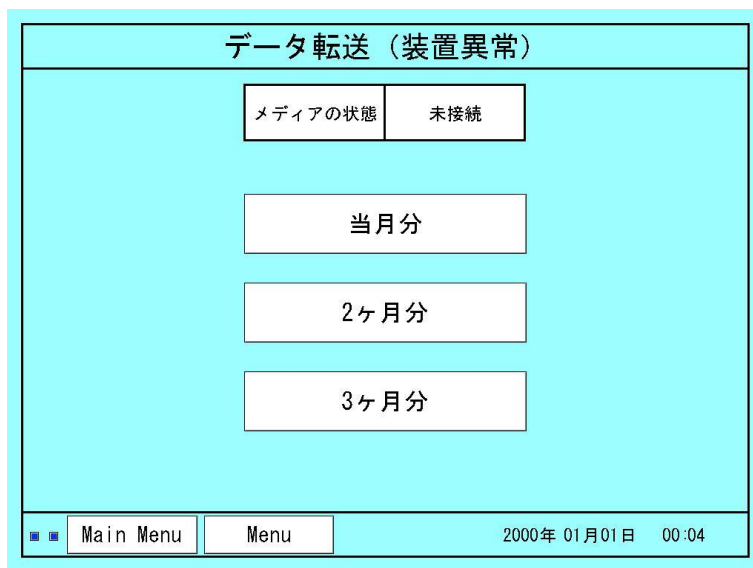 データ転送（装置異常）
メディアの状態 未接続
当月分
2ヶ月分
3ヶ月分
Main Menu Menu 2000年 01月01日 00:04